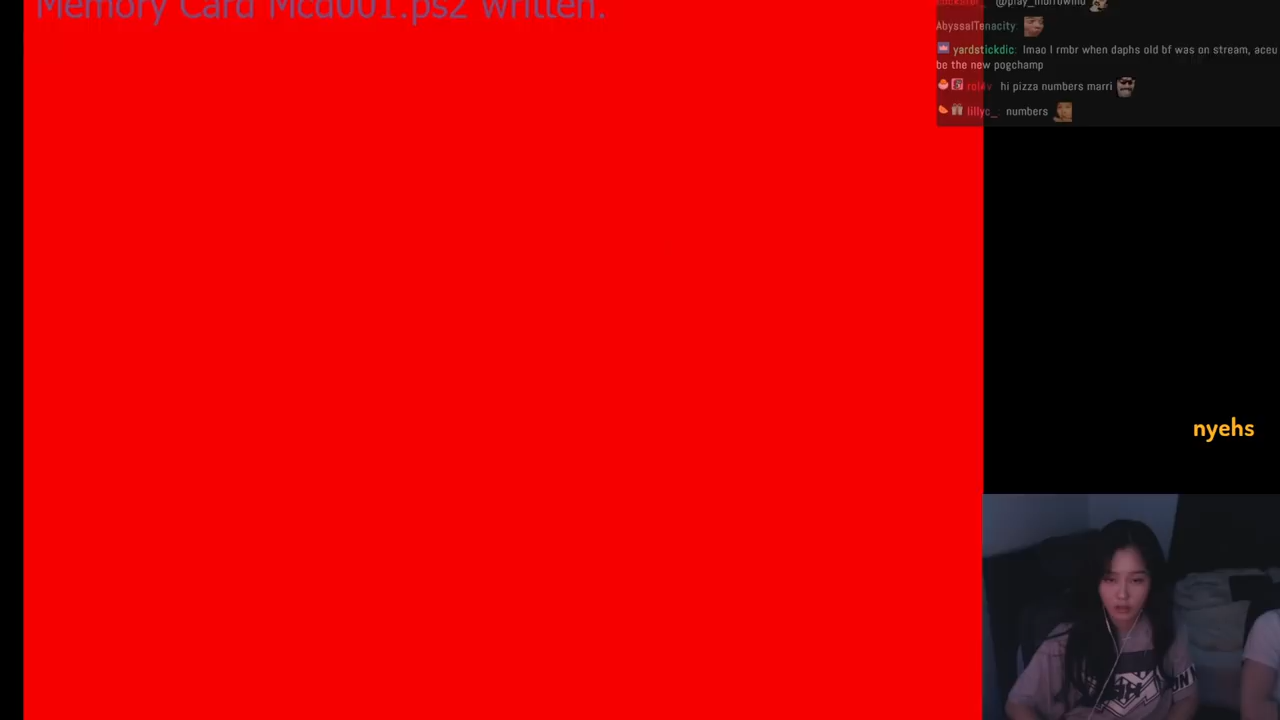 Memory Card Mcd001.ps2 written.
@play_morrowind
AbyssalTenacity:
yardstickdic: lmao I rmbr when daphs old bf was on stream, aceu
be the new pogchamp
hi pizza numbers marri
lillyc_: numbers
nyehs